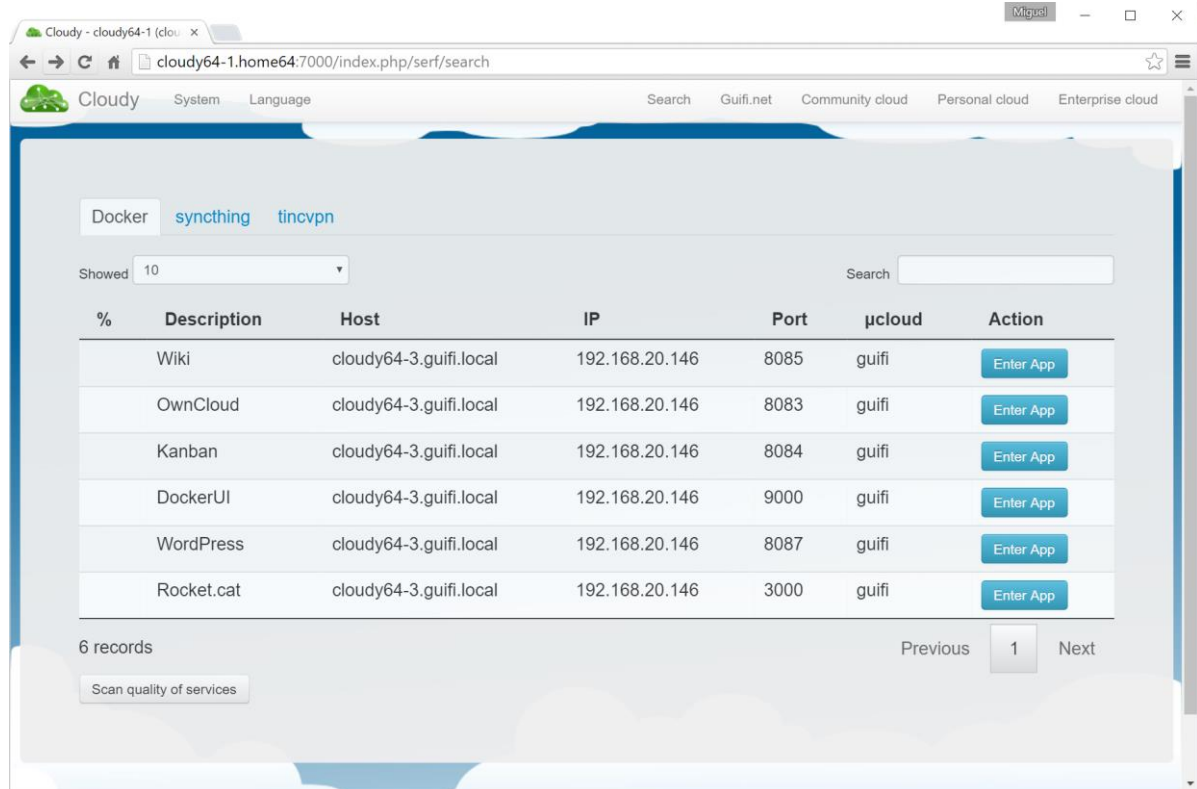 Miguel
Cloudy - cloudy64-1 (clou
cloudy64-1.home64:7000/index.php/serf/search
Cloudy System Language Search Guifi.net Community cloud Personal cloud Enterprise cloud
Docker syncthing tincvpn
Showed 10 Search
% Description Host IP Port µcloud Action
Wiki cloudy64-3.guifi.local 192.168.20.146 8085 guifi Enter App
OwnCloud cloudy64-3.guifi.local 192.168.20.146 8083 guifi Enter App
Kanban cloudy64-3.guifi.local 192.168.20.146 8084 guifi Enter App
DockerUI cloudy64-3.guifi.local 192.168.20.146 9000 guifi Enter App
WordPress cloudy64-3.guifi.local 192.168.20.146 8087 guifi Enter App
Rocket.cat cloudy64-3.guifi.local 192.168.20.146 3000 guifi Enter App
6 records Previous 1 Next
Scan quality of services